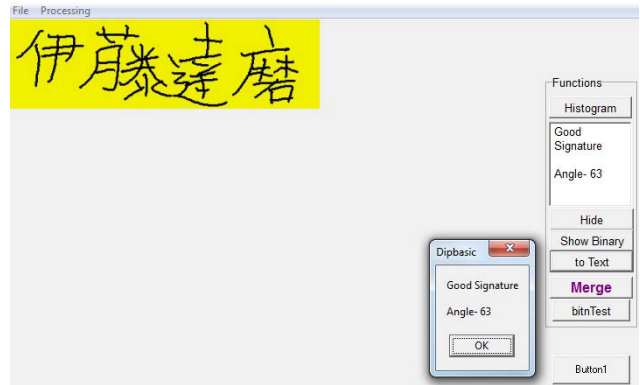 File Processing
伊藤達磨
Functions
Histogram
Good
Signature
Angle- 63
Hide
Show Binary
to Text
Merge
bitnTest
Button1
Dipbasic
Good Signature
Angle- 63
OK